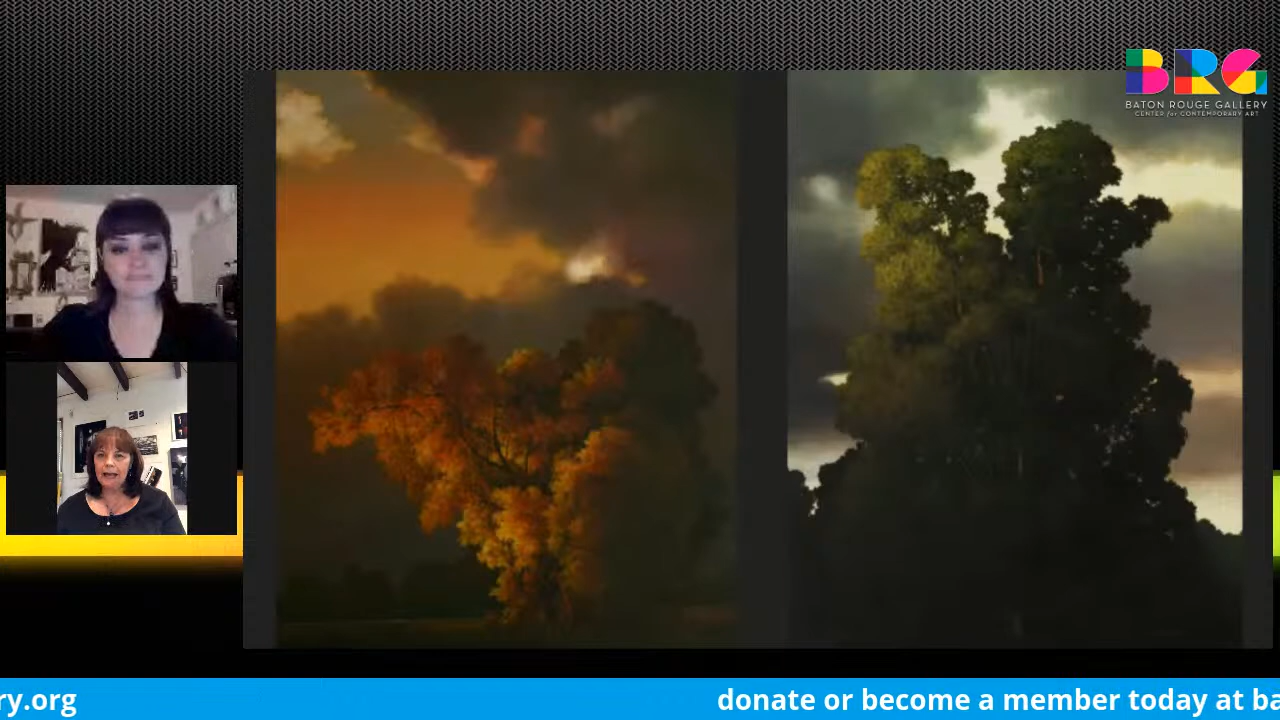 BRG
BATON ROUGE GALLERY
CENTER for CONTEMPORARY ART
ry.org
donate or become a member today at ba